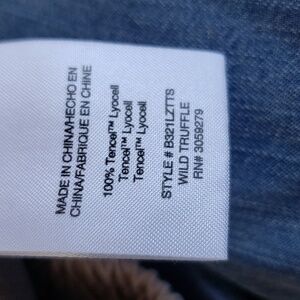 MADE IN CHINA/HECHO EN
CHINA/FABRIQUE EN CHINE
100% Tencel™ Lyocell
Tencel™ Lyocell
Tencel™ Lyocell
STYLE # B321LZTTS
WILD TRUFFLE
RN# 3059279